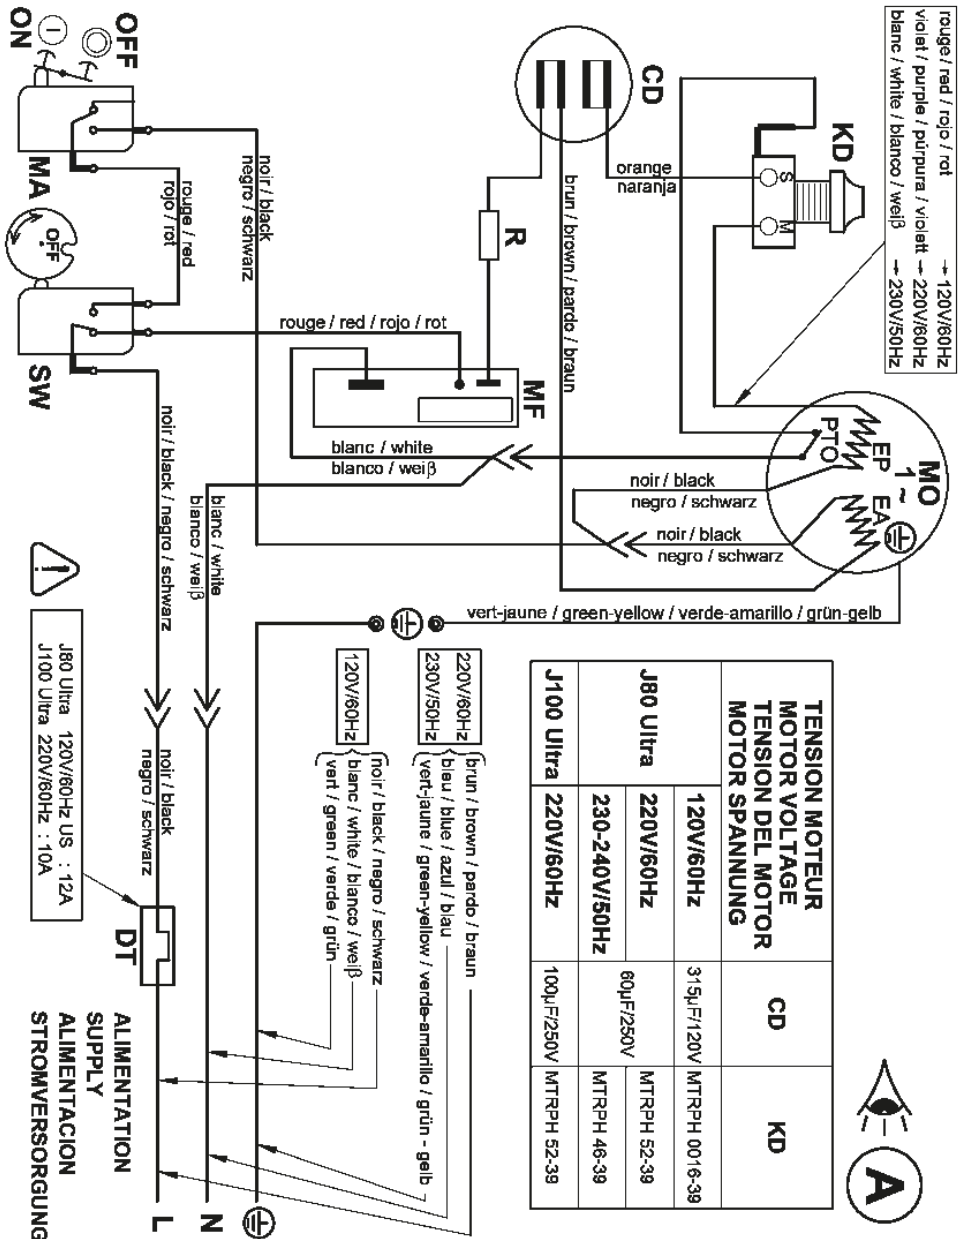 rouge / red / rojo / rot → 120V/60Hz
violet / purple / púrpura / violett → 220V/60Hz
blanc / white / blanco / weiβ → 230V/50Hz
OFF
ON
MA
noir / black
negro / schwarz
rouge / red
rojo / rot
OFF
SW
CD
orange
naranja
KD
S
M
R
brun / brown / pardo / braun
rouge / red / rojo / rot
MF
blanc / white
blanco / weiβ
MO
1 ~
EP
PTO
EA
noir / black
negro / schwarz
noir / black
negro / schwarz
vert-jaune / green-yellow / verde-amarillo / grün-gelb
noir / black / negro / schwarz
blanc / white
blanco / weiβ
!
J80 Ultra 120V/60Hz US : 12A
J100 Ultra 220V/60Hz : 10A
noir / black
negro / schwarz
DT
220V/60Hz
230V/50Hz
brun / brown / pardo / braun
bleu / blue / azul / blau
vert-jaune / green-yellow / verde-amarillo / grün - gelb
120V/60Hz
noir / black / negro / schwarz
blanc / white / blanco / weiβ
vert / green / verde / grün
ALIMENTATION
SUPPLY
ALIMENTACION
STROMVERSORGUNG
L
N
TENSION MOTEUR
MOTOR VOLTAGE
TENSION DEL MOTOR
MOTOR SPANNUNG
CD
KD
J80 Ultra
120V/60Hz 315µF/120V MTRPH 0016-39
220V/60Hz 60µF/250V MTRPH 52-39
230-240V/50Hz MTRPH 46-39
J100 Ultra 220V/60Hz 100µF/250V MTRPH 52-39
A